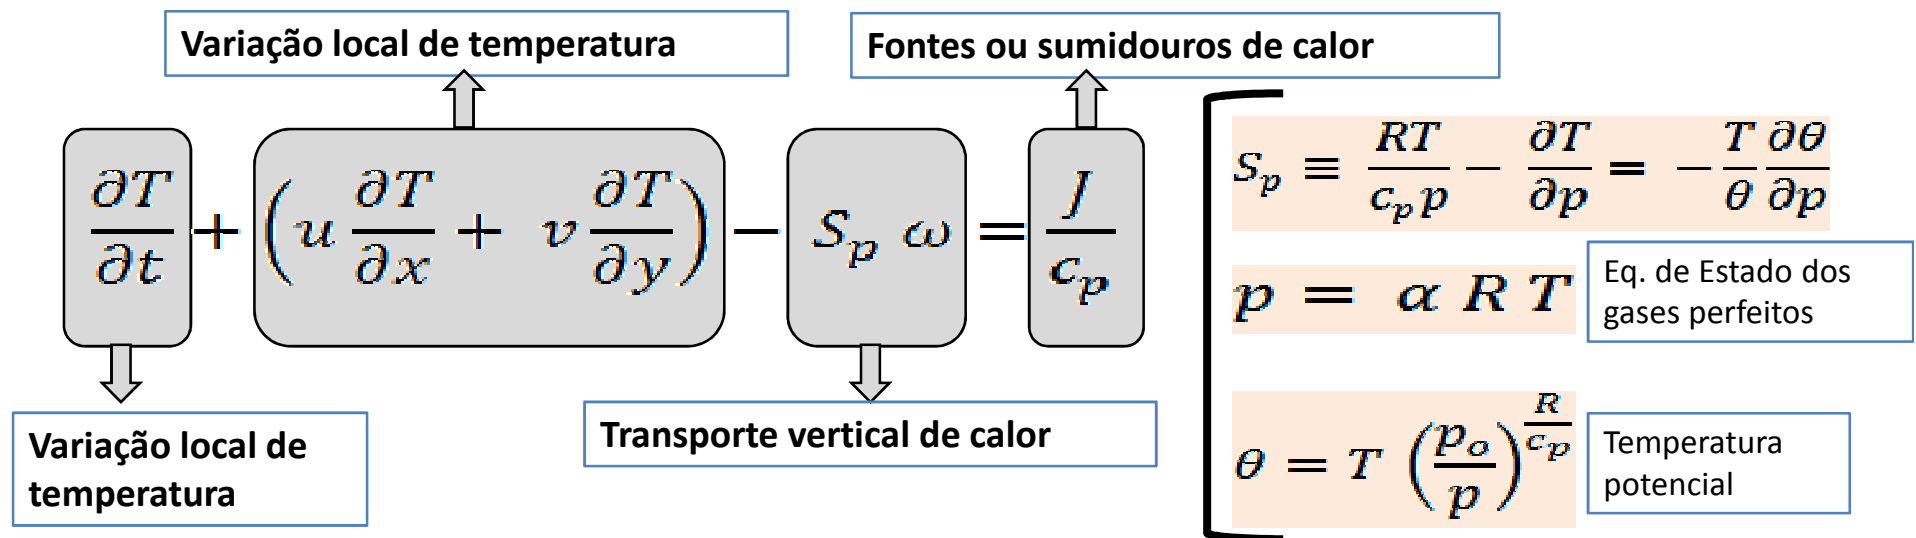 Variação local de temperatura
Fontes ou sumidouros de calor
∂T/∂t + ( u ∂T/∂x + v ∂T/∂y ) − S_p ω = J/c_p
Variação local de
temperatura
Transporte vertical de calor
S_p ≡ RT/(c_p p) − ∂T/∂p = − T/θ ∂θ/∂p
p = α R T
Eq. de Estado dos
gases perfeitos
θ = T (p_o/p)^(R/c_p)
Temperatura
potencial